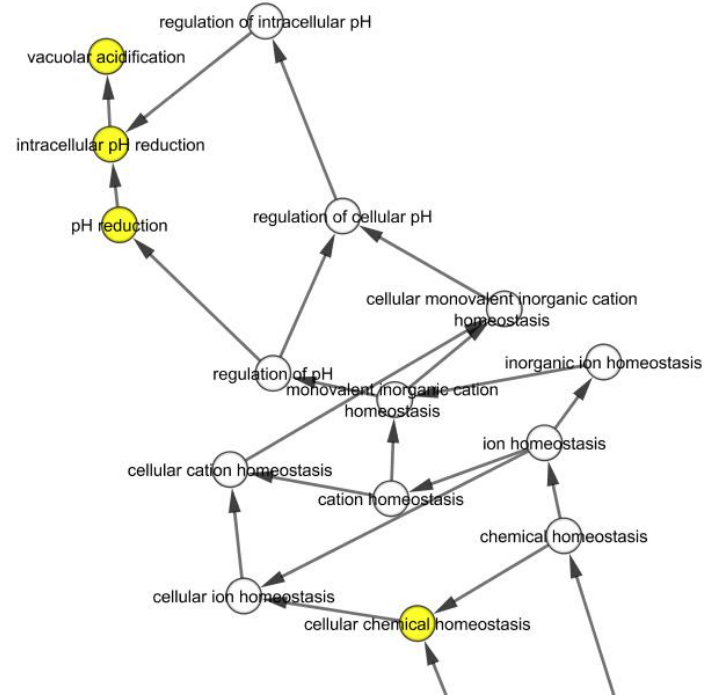 regulation of intracellular pH
vacuolar acidification
intracellular pH reduction
pH reduction
regulation of cellular pH
cellular monovalent inorganic cation
homeostasis
inorganic ion homeostasis
regulation of pH
monovalent inorganic cation
homeostasis
ion homeostasis
cellular cation homeostasis
cation homeostasis
chemical homeostasis
cellular ion homeostasis
cellular chemical homeostasis